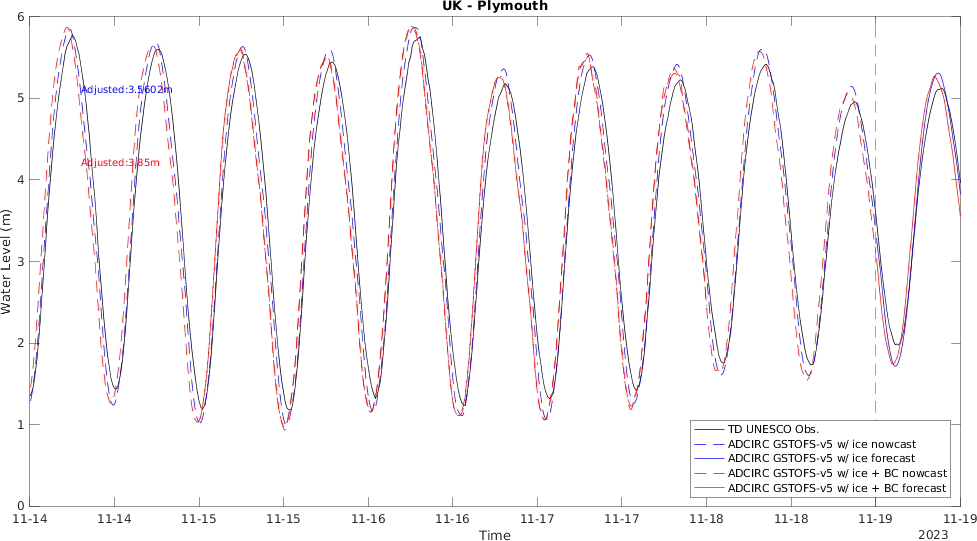 UK - Plymouth
6
5
4
3
2
1
0
Water Level (m)
Adjusted:3.5602m
Adjusted:3.85m
TD UNESCO Obs.
ADCIRC GSTOFS-v5 w/ ice nowcast
ADCIRC GSTOFS-v5 w/ ice forecast
ADCIRC GSTOFS-v5 w/ ice + BC nowcast
ADCIRC GSTOFS-v5 w/ ice + BC forecast
11-14 11-14 11-15 11-15 11-16 11-16 11-17 11-17 11-18 11-18 11-19 11-19
Time
2023